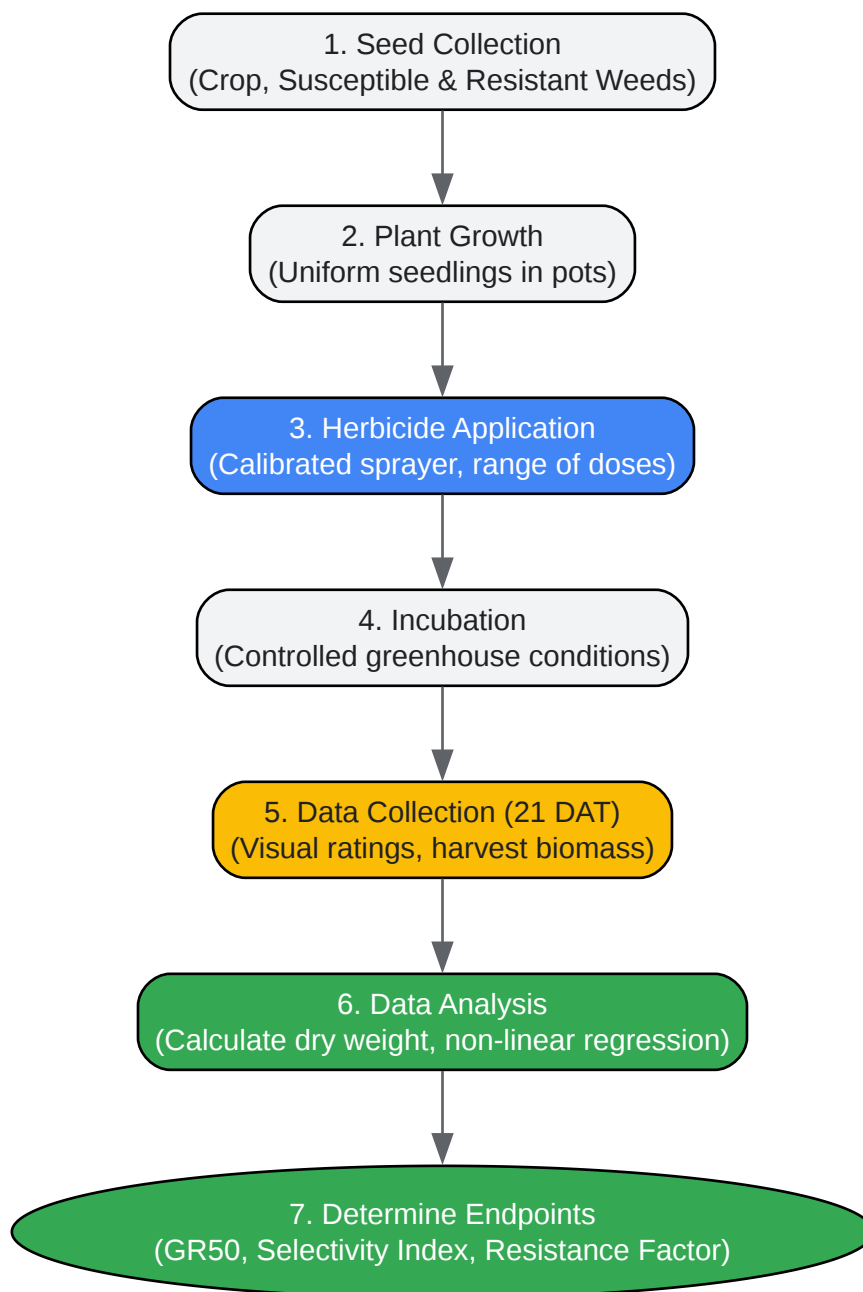 1. Seed Collection
(Crop, Susceptible & Resistant Weeds)
2. Plant Growth
(Uniform seedlings in pots)
3. Herbicide Application
(Calibrated sprayer, range of doses)
4. Incubation
(Controlled greenhouse conditions)
5. Data Collection (21 DAT)
(Visual ratings, harvest biomass)
6. Data Analysis
(Calculate dry weight, non-linear regression)
7. Determine Endpoints
(GR50, Selectivity Index, Resistance Factor)